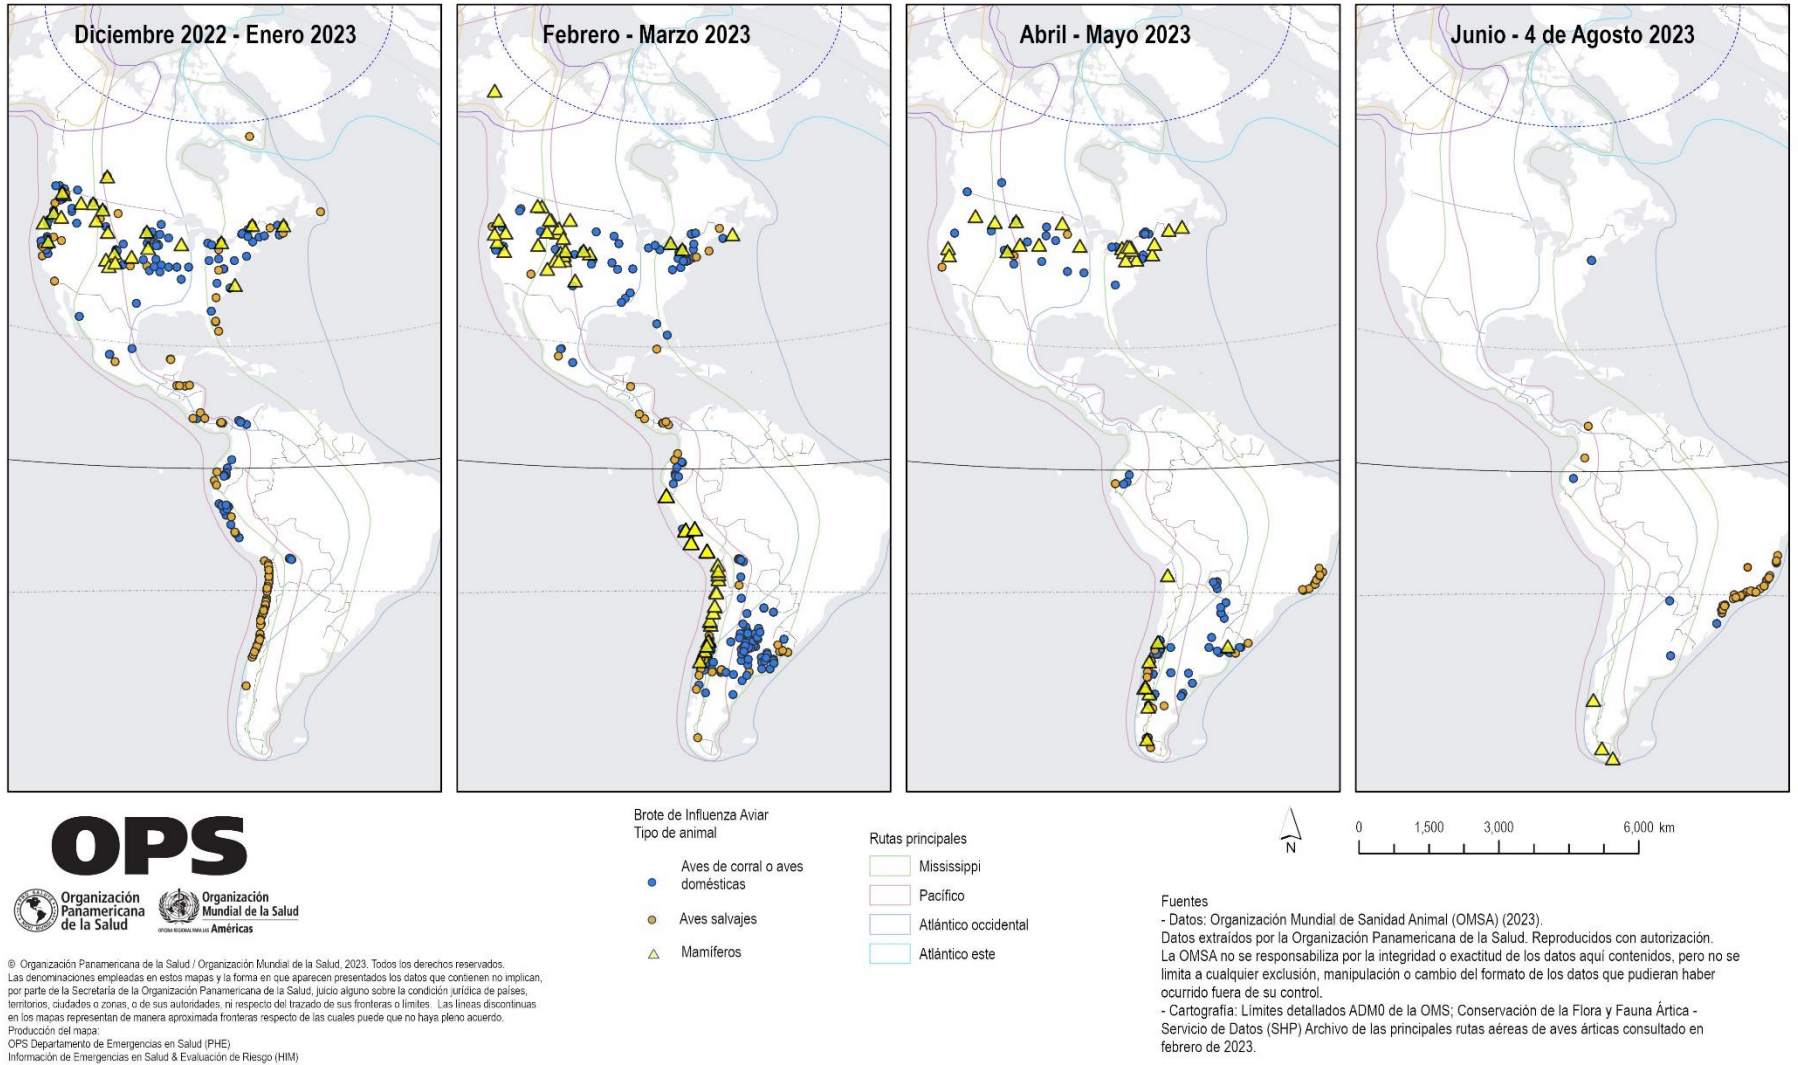 Diciembre 2022 - Enero 2023
Febrero - Marzo 2023
Abril - Mayo 2023
Junio - 4 de Agosto 2023
OPS
Organización
Panamericana
de la Salud
Organización
Mundial de la Salud
OFICINA REGIONAL PARA LAS Américas
© Organización Panamericana de la Salud / Organización Mundial de la Salud, 2023. Todos los derechos reservados.
Las denominaciones empleadas en estos mapas y la forma en que aparecen presentados los datos que contienen no implican,
por parte de la Secretaría de la Organización Panamericana de la Salud, juicio alguno sobre la condición jurídica de países,
territorios, ciudades o zonas, o de sus autoridades, ni respecto del trazado de sus fronteras o límites. Las líneas discontinuas
en los mapas representan de manera aproximada fronteras respecto de las cuales puede que no haya pleno acuerdo.
Producción del mapa:
OPS Departamento de Emergencias en Salud (PHE)
Información de Emergencias en Salud & Evaluación de Riesgo (HIM)
Brote de Influenza Aviar
Tipo de animal
Aves de corral o aves
domésticas
Aves salvajes
Mamíferos
Rutas principales
Mississippi
Pacífico
Atlántico occidental
Atlántico este
N
0 1,500 3,000 6,000 km
Fuentes
- Datos: Organización Mundial de Sanidad Animal (OMSA) (2023).
Datos extraídos por la Organización Panamericana de la Salud. Reproducidos con autorización.
La OMSA no se responsabiliza por la integridad o exactitud de los datos aquí contenidos, pero no se
limita a cualquier exclusión, manipulación o cambio del formato de los datos que pudieran haber
ocurrido fuera de su control.
- Cartografía: Límites detallados ADM0 de la OMS; Conservación de la Flora y Fauna Ártica -
Servicio de Datos (SHP) Archivo de las principales rutas aéreas de aves árticas consultado en
febrero de 2023.